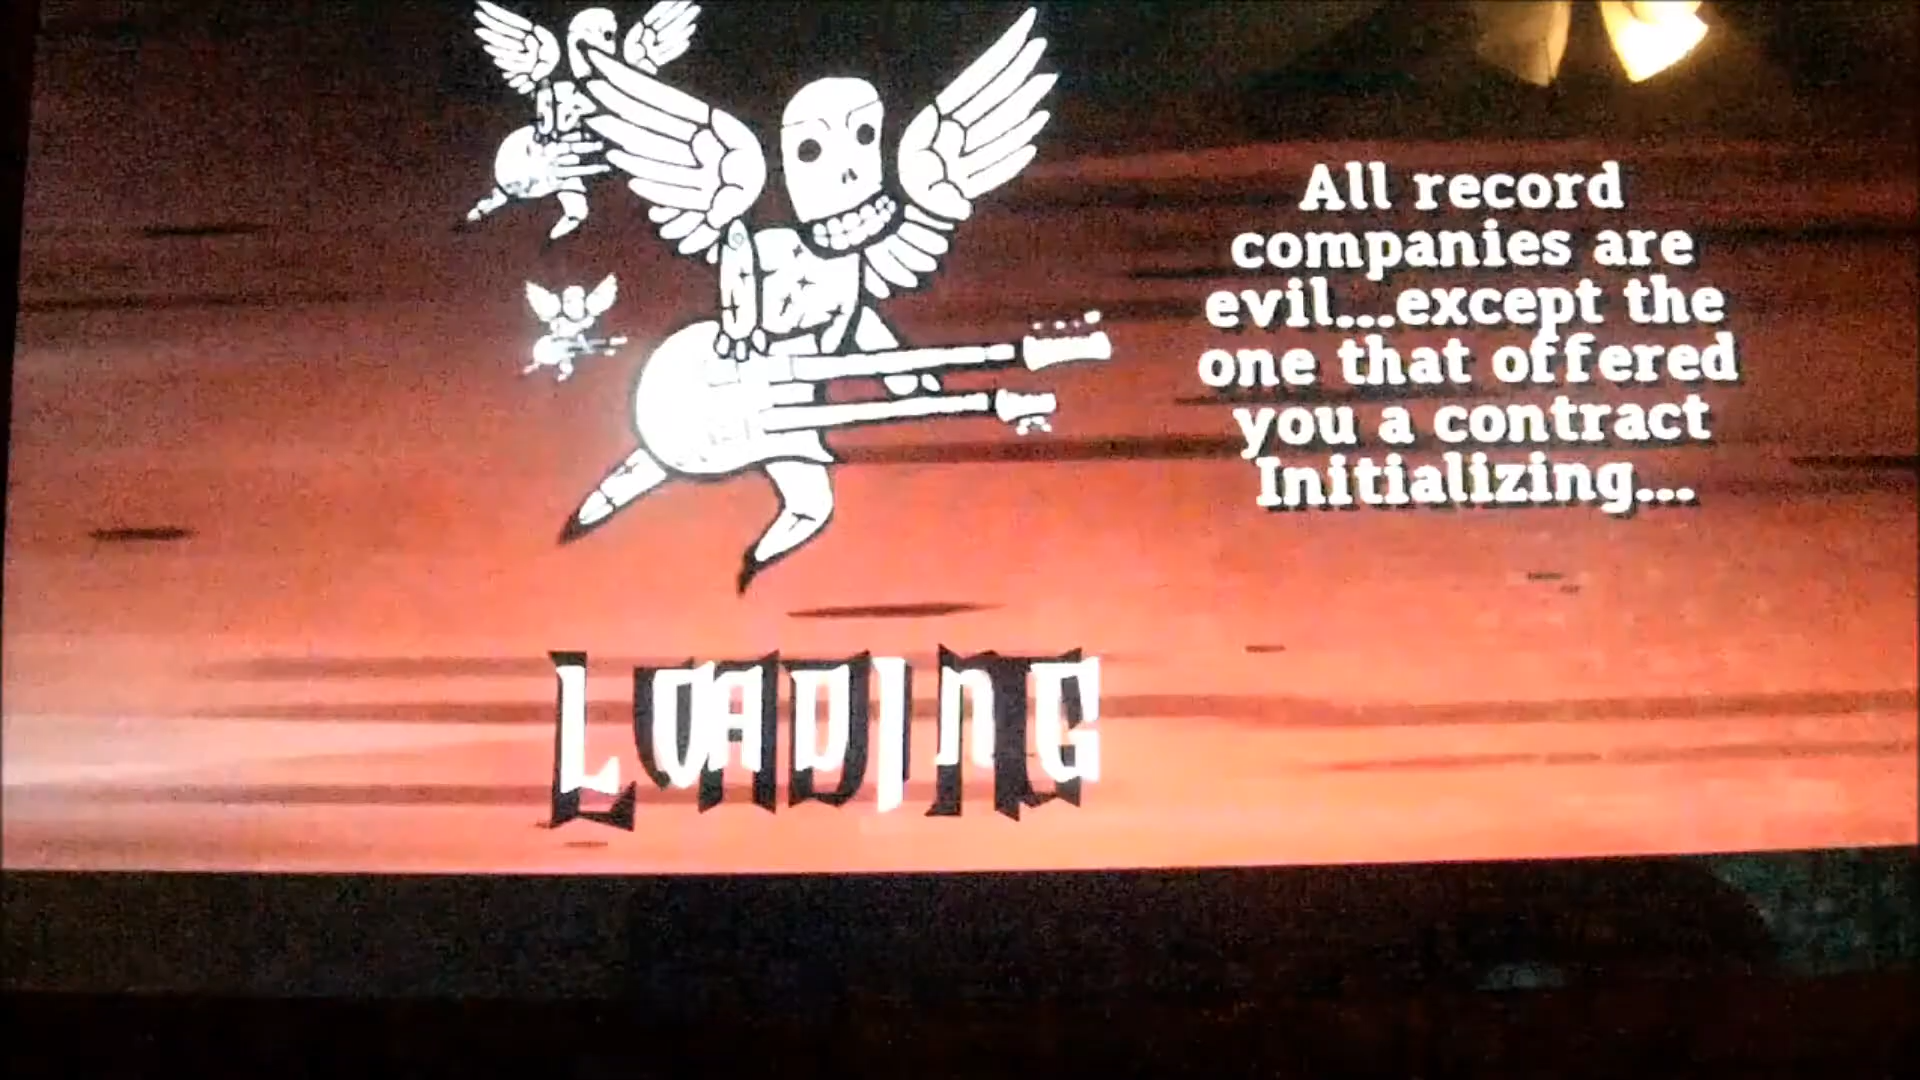 All record
companies are
evil...except the
one that offered
you a contract
Initializing...
LOADING